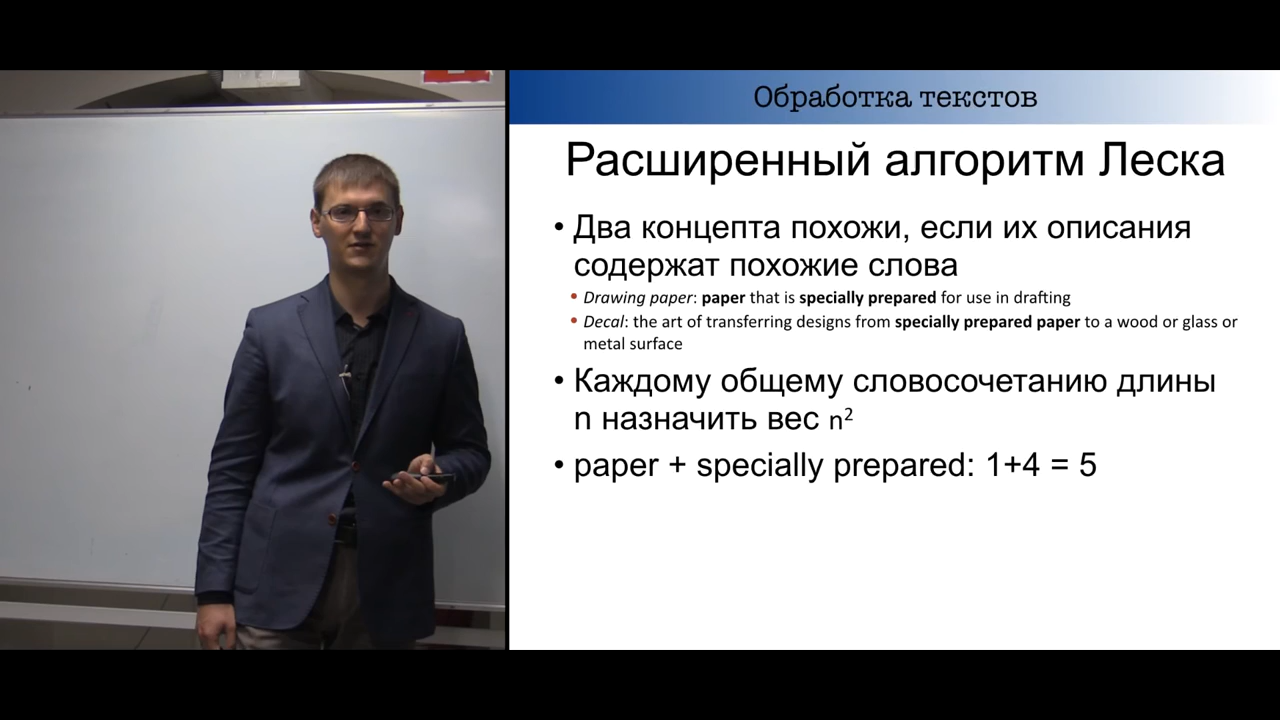 Обработка текстов
Расширенный алгоритм Леска
• Два концепта похожи, если их описания
содержат похожие слова
• Drawing paper: paper that is specially prepared for use in drafting
• Decal: the art of transferring designs from specially prepared paper to a wood or glass or
metal surface
• Каждому общему словосочетанию длины
n назначить вес n²
• paper + specially prepared: 1+4 = 5